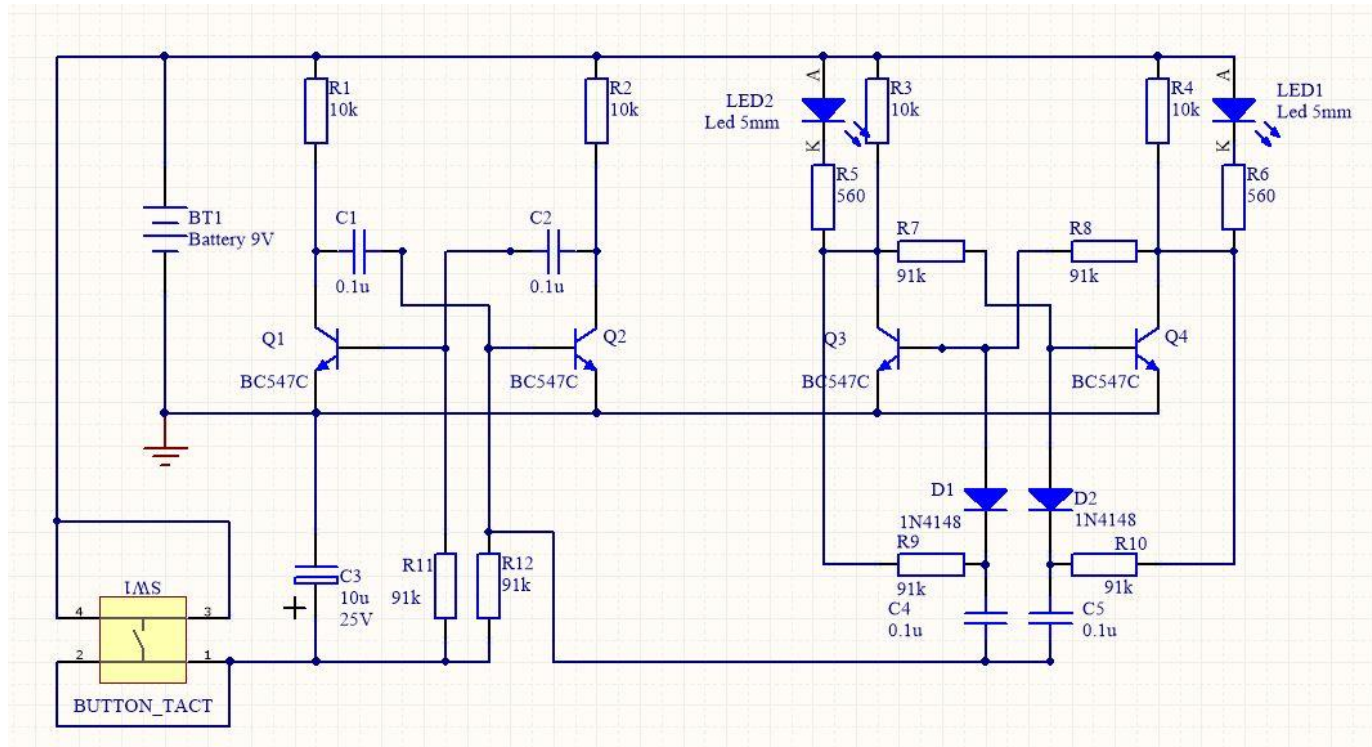 R1
10k
R2
10k
A
LED2
Led 5mm
K
R3
10k
R4
10k
A
LED1
Led 5mm
K
R5
560
R6
560
BT1
Battery 9V
C1
0.1u
C2
0.1u
R7
91k
R8
91k
Q1
BC547C
Q2
BC547C
Q3
BC547C
Q4
BC547C
D1
1N4148
D2
1N4148
R9
91k
R10
91k
R11
91k
R12
91k
C3
10u
25V
C4
0.1u
C5
0.1u
SW1
4
3
2
1
BUTTON_TACT